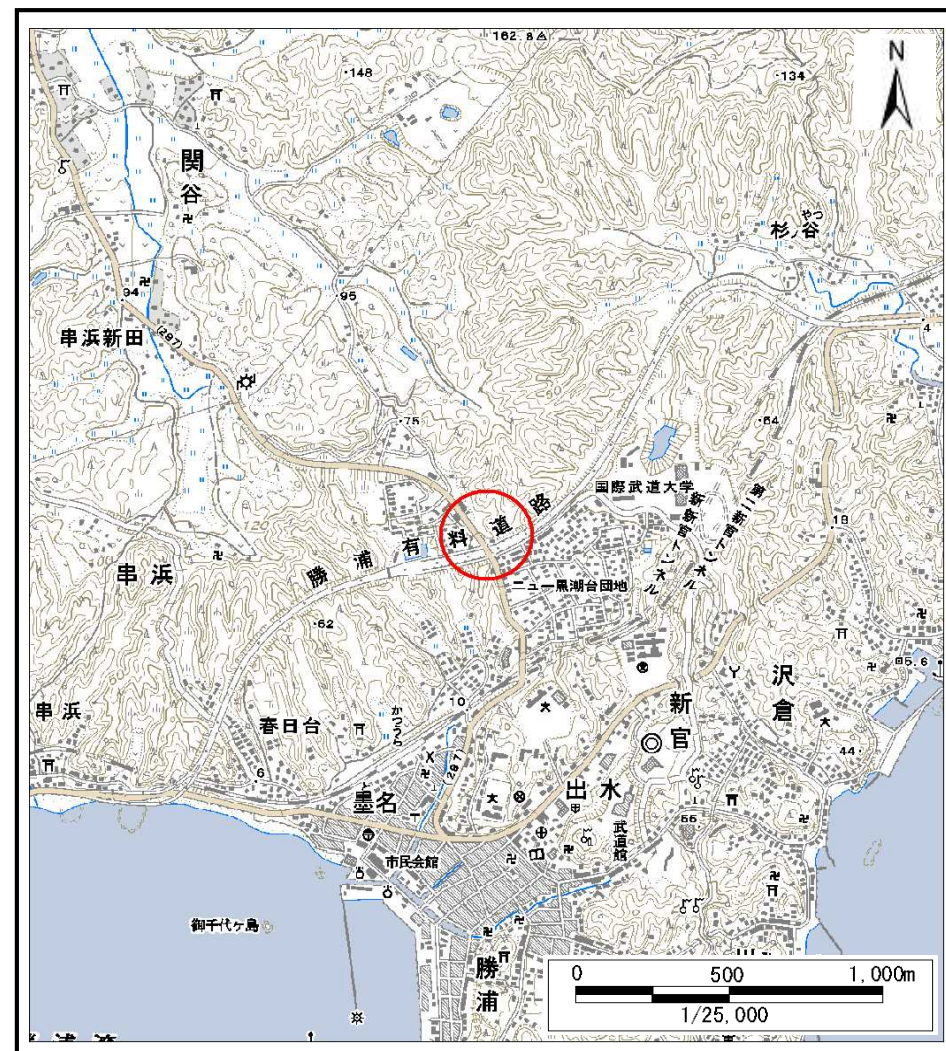 162.8
N
148
134
関谷
やつ
杉ノ谷
94
95
串浜新田
(297)
4
75
64
国際武道大学
第二新官トンネル
新新官トンネル
18
勝浦有料道路
串浜
ニュー黒潮台団地
62
5.6
沢倉
新官
串浜
春日台
かつうら
10
44
6
と
墨名
(297)
出水
武道館
66
市民会館
御千代ヶ島
勝浦
0 500 1,000m
1/25,000